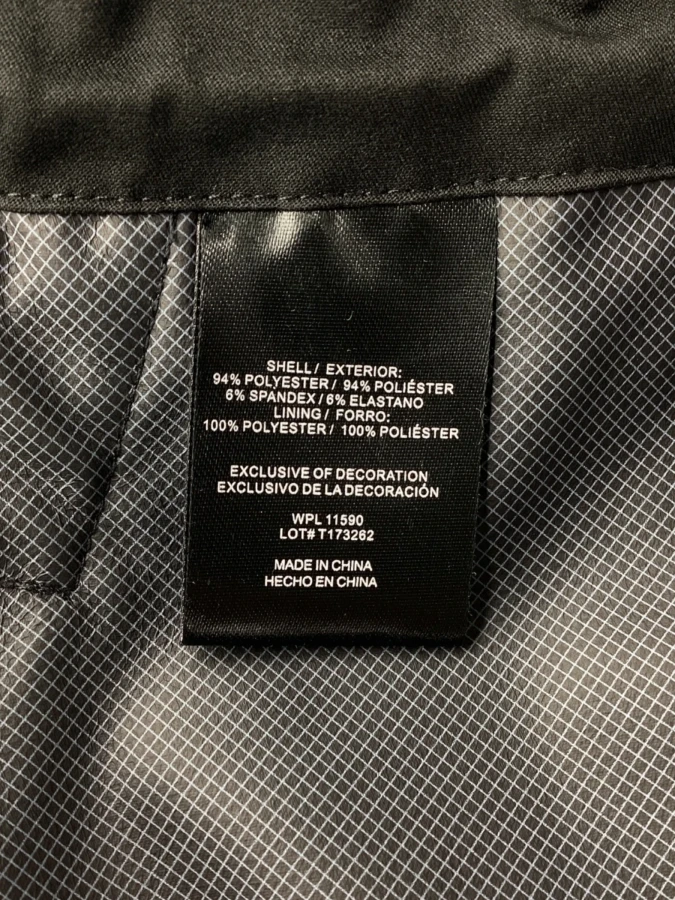 SHELL / EXTERIOR:
94% POLYESTER / 94% POLIÉSTER
6% SPANDEX / 6% ELASTANO
LINING / FORRO:
100% POLYESTER / 100% POLIÉSTER
EXCLUSIVE OF DECORATION
EXCLUSIVO DE LA DECORACIÓN
WPL 11590
LOT# T173262
MADE IN CHINA
HECHO EN CHINA